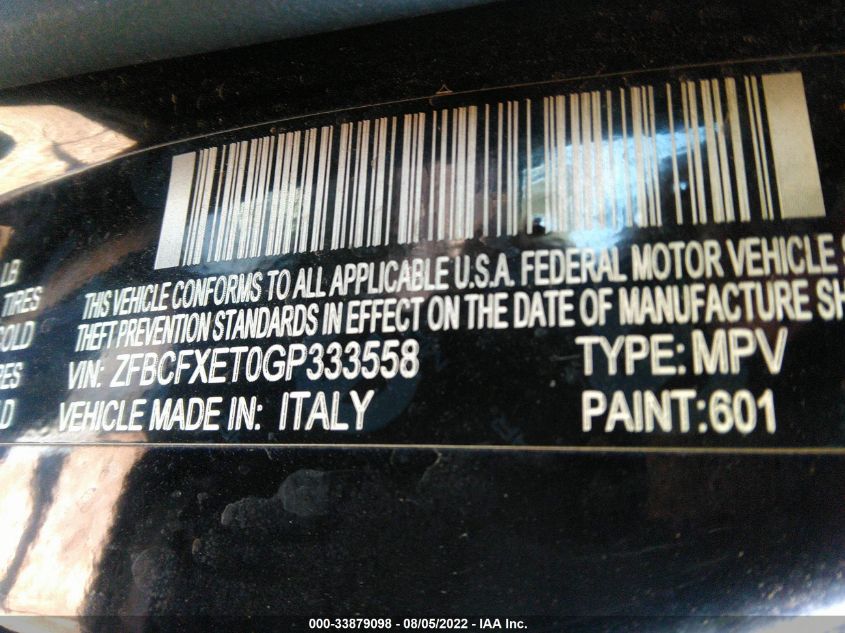 LB
TIRES
COLD
THIS VEHICLE CONFORMS TO ALL APPLICABLE U.S.A. FEDERAL MOTOR VEHICLE
THEFT PREVENTION STANDARDS IN EFFECT ON THE DATE OF MANUFACTURE SH
VIN: ZFBCFXET0GP333558 TYPE: MPV
VEHICLE MADE IN: ITALY PAINT:601
000-33879098 - 08/05/2022 - IAA Inc.